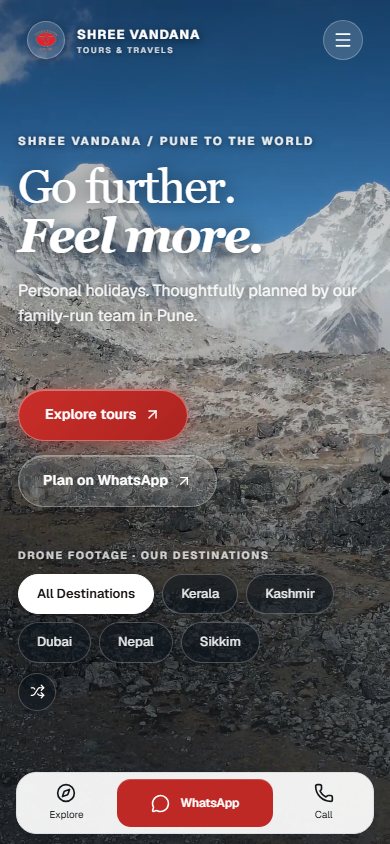 SHREE VANDANA
TOURS & TRAVELS
SHREE VANDANA / PUNE TO THE WORLD
Go further.
Feel more.
Personal holidays. Thoughtfully planned by our
family-run team in Pune.
Explore tours
Plan on WhatsApp
DRONE FOOTAGE · OUR DESTINATIONS
All Destinations Kerala Kashmir
Dubai Nepal Sikkim
Explore WhatsApp Call